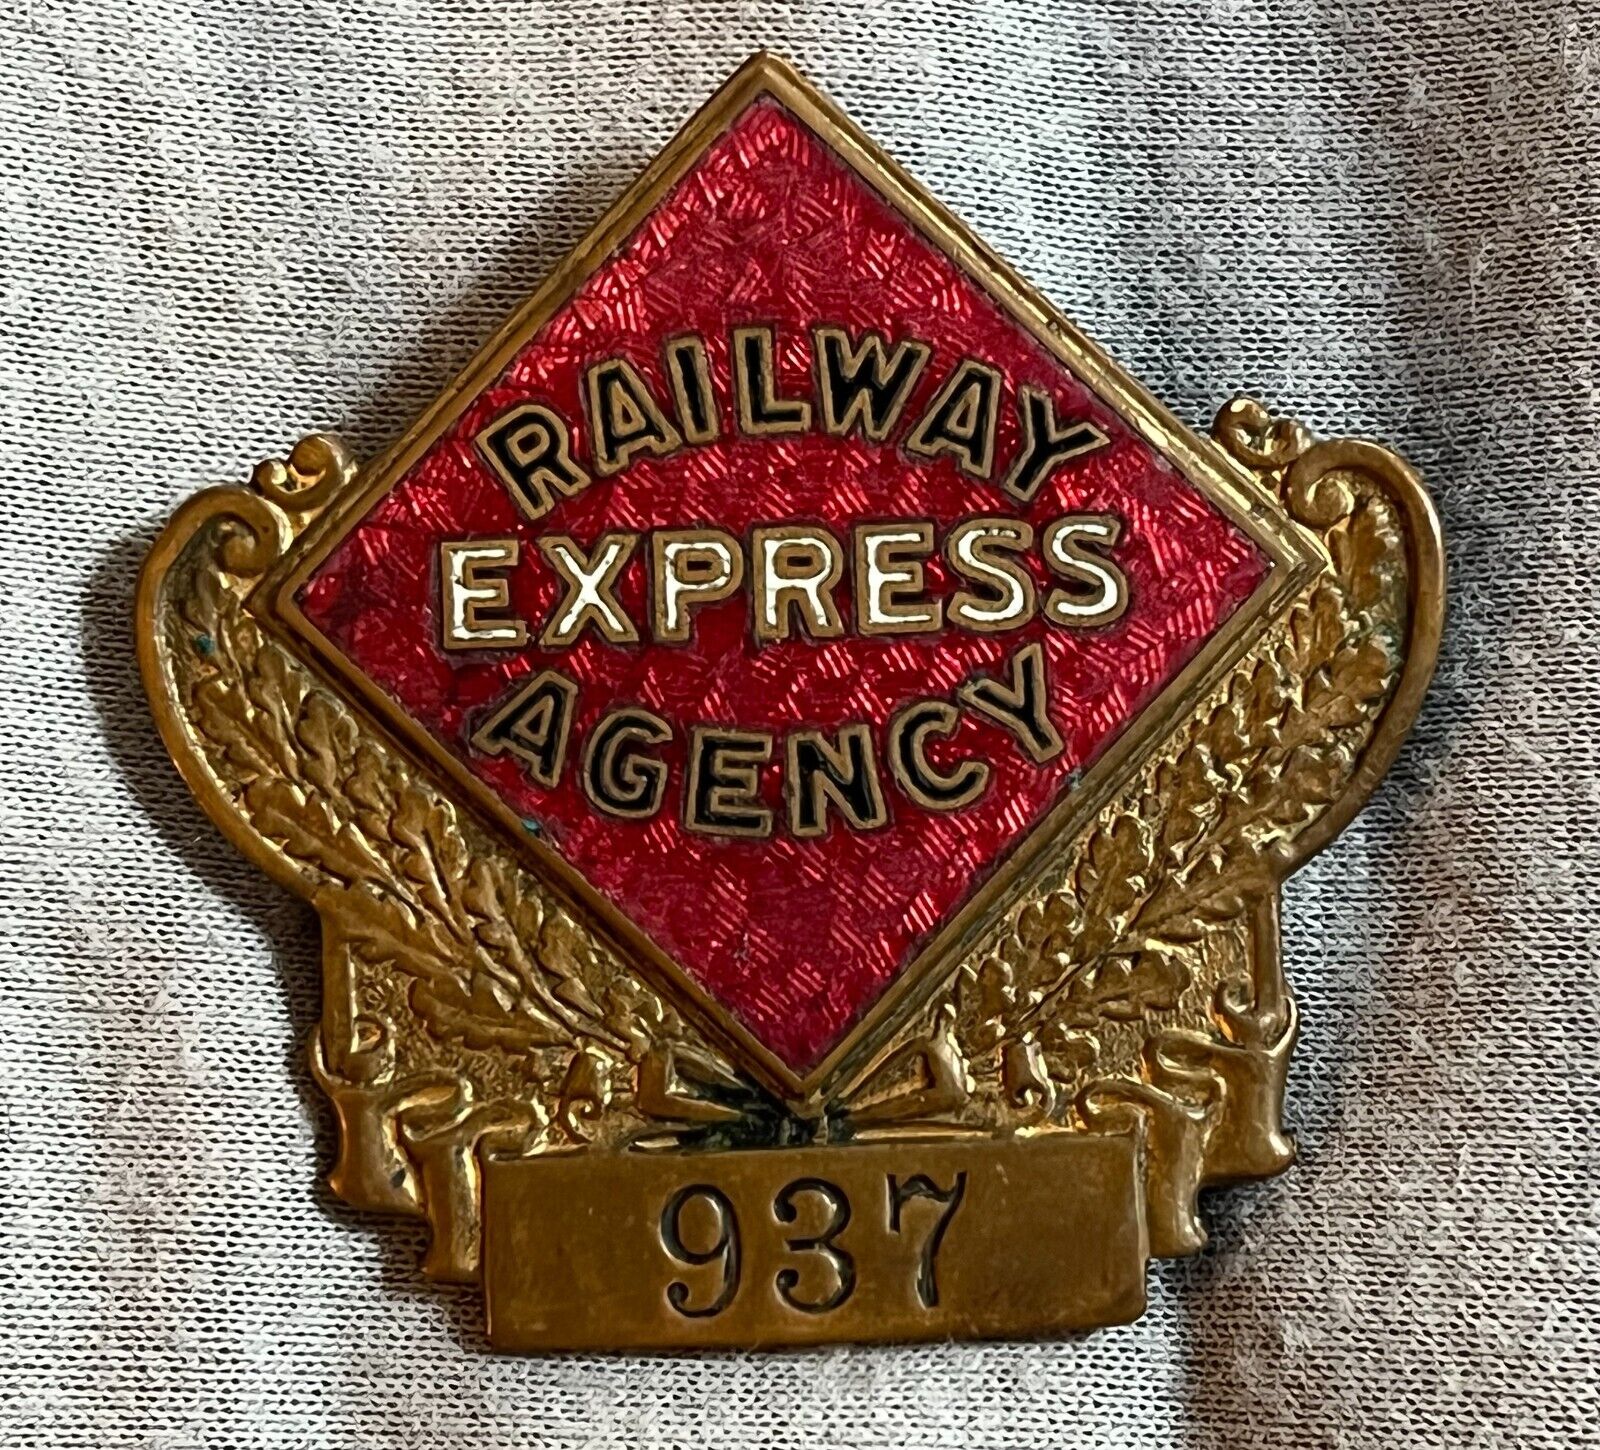 RAILWAY
EXPRESS
AGENCY
937